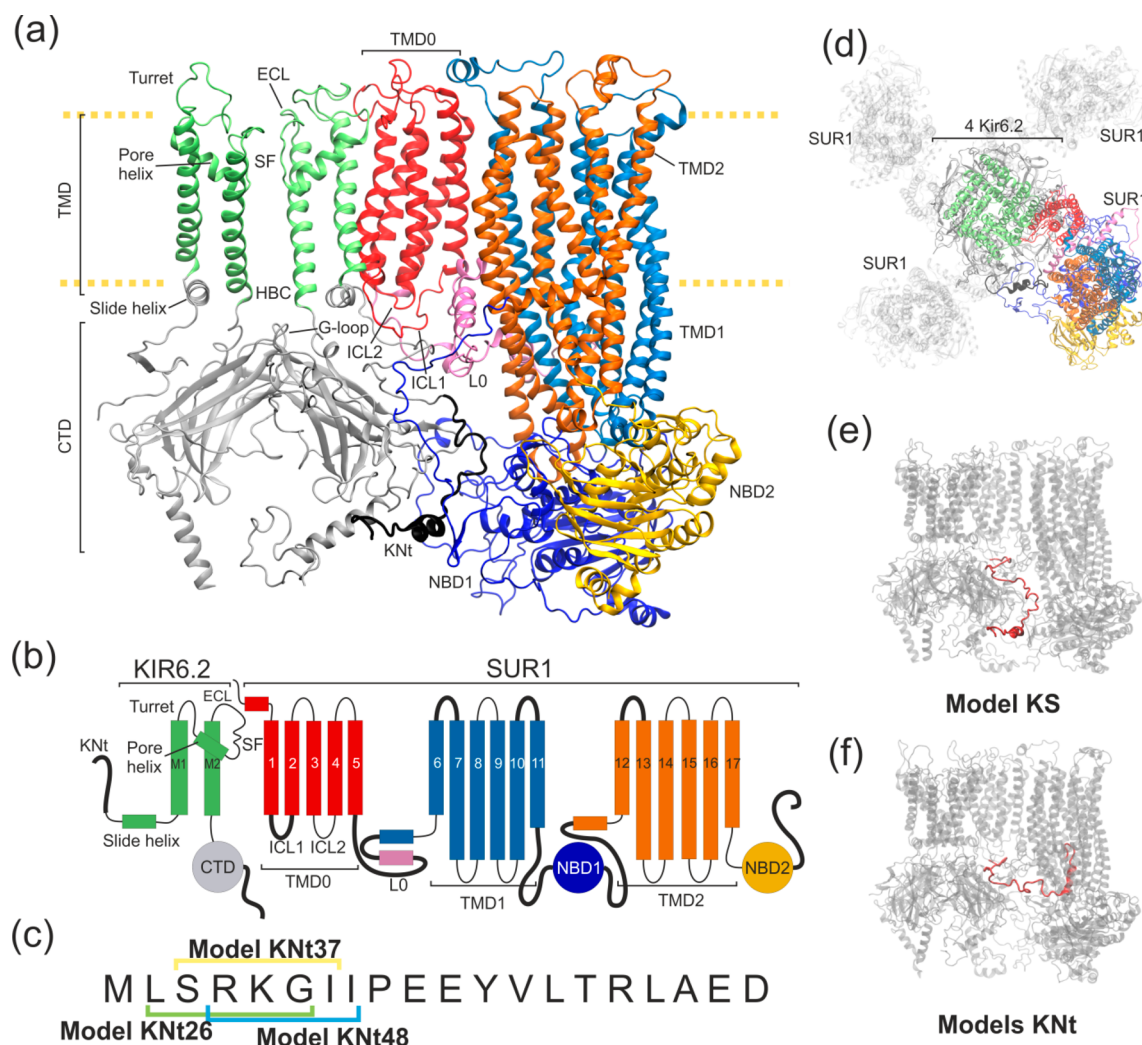 (a)
TMD0
Turret
ECL
Pore
helix
SF
TMD2
TMD
Slide helix
HBC
G-loop
ICL2
ICL1
L0
TMD1
CTD
KNt
NBD1
NBD2
(b)
KIR6.2
SUR1
ECL
Turret
KNt
Pore
helix
SF
M1
M2
1
2
3
4
5
6
7
8
9
10
11
12
13
14
15
16
17
Slide helix
CTD
ICL1
ICL2
TMD0
L0
TMD1
NBD1
TMD2
NBD2
(c)
Model KNt37
MLSRKGIIPEEYVLTRLAED
Model KNt26
Model KNt48
(d)
4 Kir6.2
SUR1
SUR1
SUR1
SUR1
(e)
Model KS
(f)
Models KNt